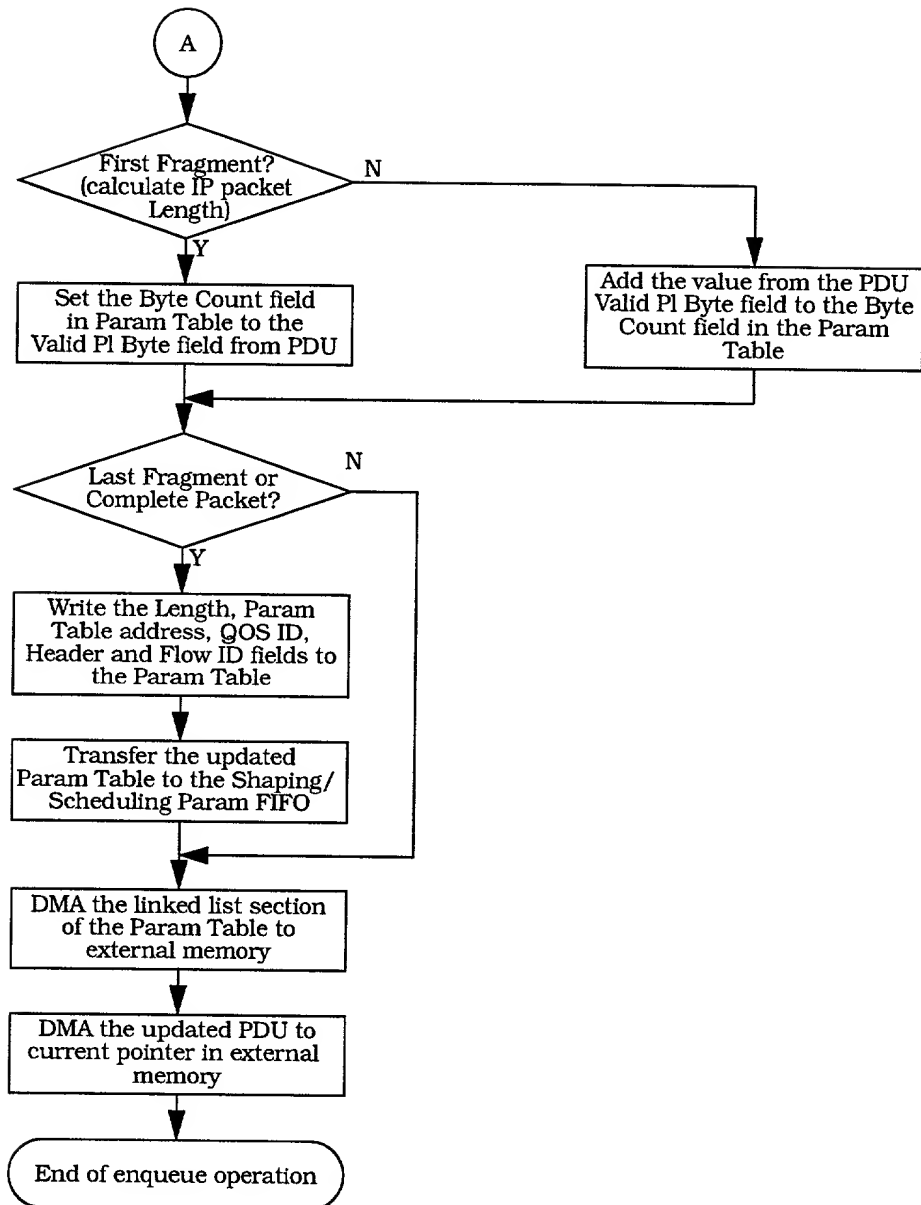 A
First Fragment?
(calculate IP packet
Length)
N
Y
Set the Byte Count field
in Param Table to the
Valid Pl Byte field from PDU
Add the value from the PDU
Valid Pl Byte field to the Byte
Count field in the Param
Table
Last Fragment or
Complete Packet?
N
Y
Write the Length, Param
Table address, QOS ID,
Header and Flow ID fields to
the Param Table
Transfer the updated
Param Table to the Shaping/
Scheduling Param FIFO
DMA the linked list section
of the Param Table to
external memory
DMA the updated PDU to
current pointer in external
memory
End of enqueue operation